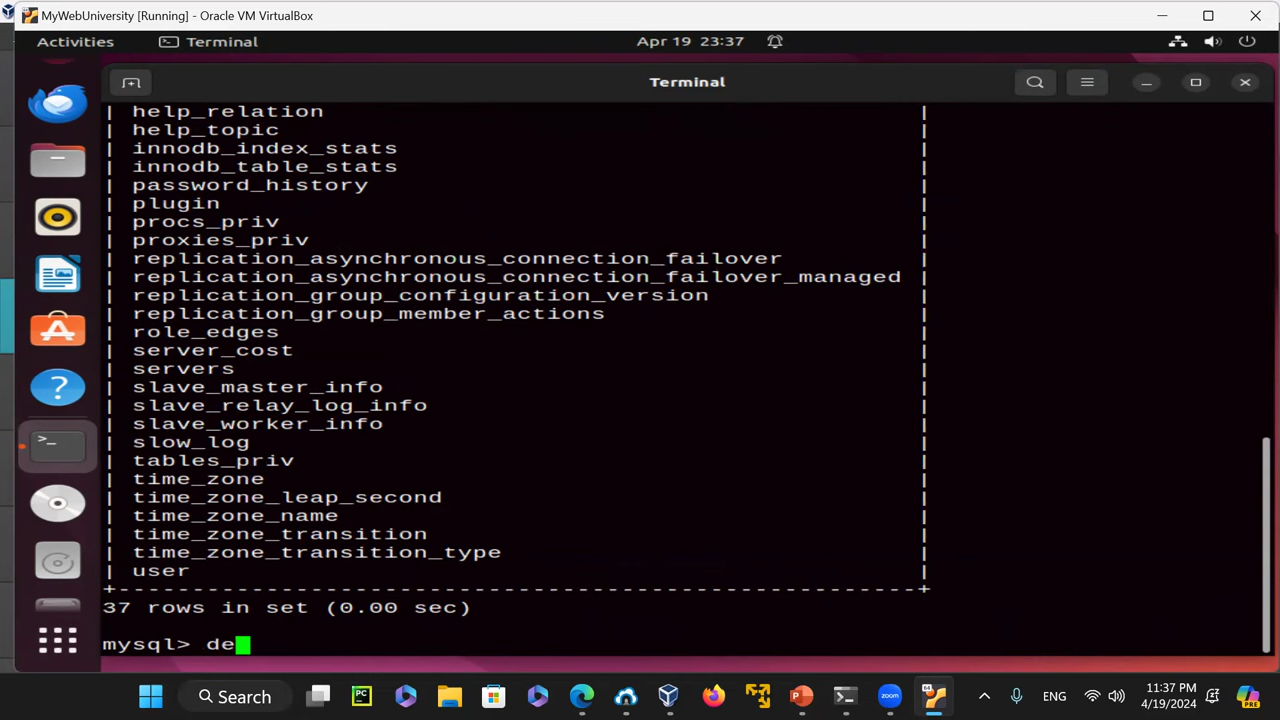 MyWebUniversity [Running] - Oracle VM VirtualBox
Activities Terminal Apr 19 23:37
Terminal
| help_relation |
| help_topic |
| innodb_index_stats |
| innodb_table_stats |
| password_history |
| plugin |
| procs_priv |
| proxies_priv |
| replication_asynchronous_connection_failover |
| replication_asynchronous_connection_failover_managed |
| replication_group_configuration_version |
| replication_group_member_actions |
| role_edges |
| server_cost |
| servers |
| slave_master_info |
| slave_relay_log_info |
| slave_worker_info |
| slow_log |
| tables_priv |
| time_zone |
| time_zone_leap_second |
| time_zone_name |
| time_zone_transition |
| time_zone_transition_type |
| user |
+------------------------------------------------------+
37 rows in set (0.00 sec)
mysql> de
Search PC ENG 11:37 PM PRE
4/19/2024